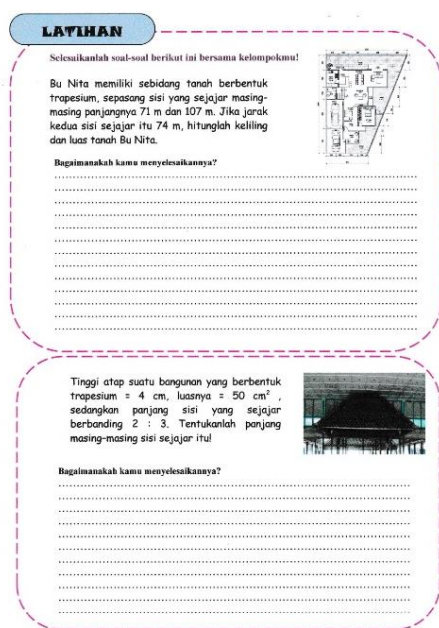 LATIHAN
Selesaikanlah soal-soal berikut ini bersama kelompokmu!
Bu Nita memiliki sebidang tanah berbentuk
trapesium, sepasang sisi yang sejajar masing-
masing panjangnya 71 m dan 107 m. Jika jarak
kedua sisi sejajar itu 74 m, hitunglah keliling
dan luas tanah Bu Nita.
Bagaimanakah kamu menyelesaikannya?
Tinggi atap suatu bangunan yang berbentuk
trapesium = 4 cm, luasnya = 50 cm² ,
sedangkan panjang sisi yang sejajar
berbanding 2 : 3. Tentukanlah panjang
masing-masing sisi sejajar itu!
Bagaimanakah kamu menyelesaikannya?